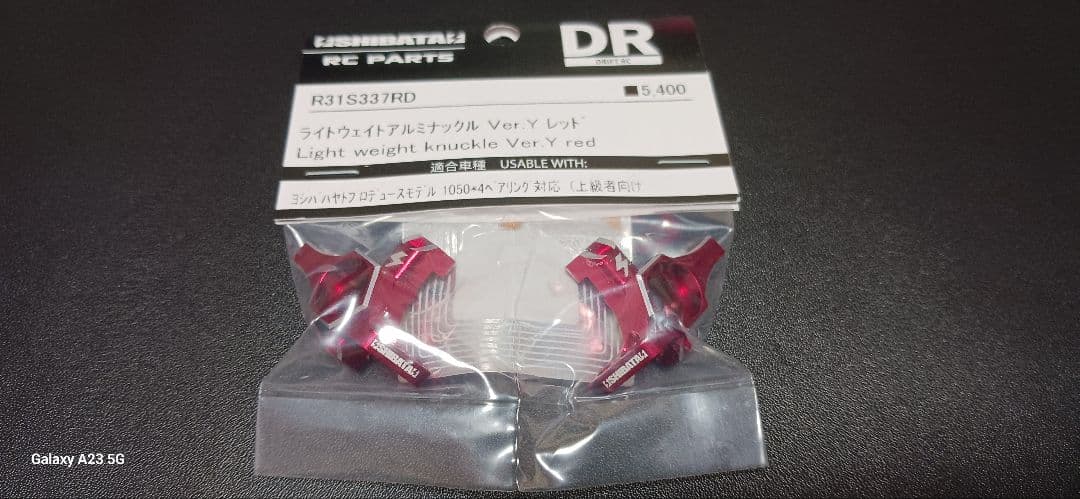 SHIBATA
RC PARTS
DR
DRIFT RC
R31S337RD
■5,400
ライトウェイトアルミナックル Ver.Y レッド
Light weight knuckle Ver.Y red
適合車種 USABLE WITH:
ヨシバハヤトプロデュースモデル 1050*4ベアリング対応 (上級者向け
SHIBATA
SHIBATA
Galaxy A23 5G